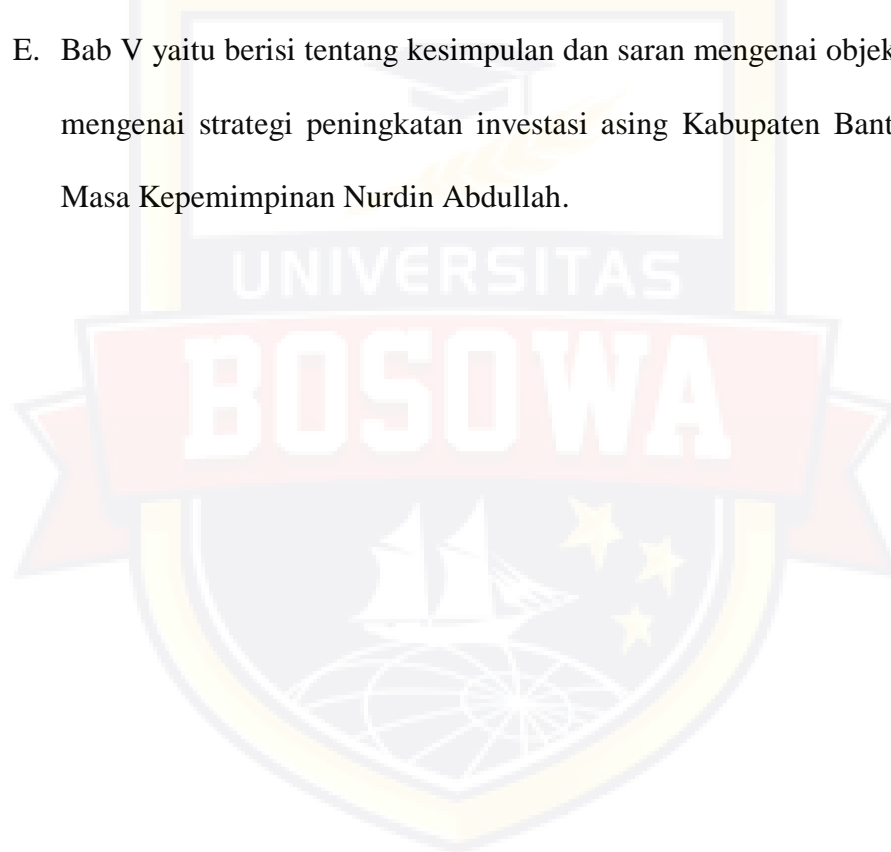 E. Bab V yaitu berisi tentang kesimpulan dan saran mengenai objek
mengenai strategi peningkatan investasi asing Kabupaten Bant
Masa Kepemimpinan Nurdin Abdullah.
UNIVERSITAS
BOSOWA